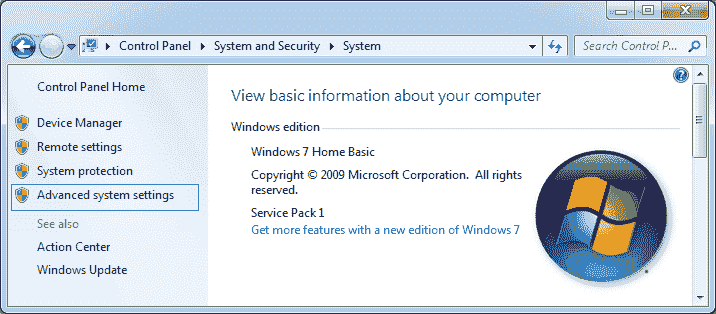 Control Panel System and Security System
Search Control P...
Control Panel Home
Device Manager
Remote settings
System protection
Advanced system settings
See also
Action Center
Windows Update
View basic information about your computer
Windows edition
Windows 7 Home Basic
Copyright © 2009 Microsoft Corporation. All rights
reserved.
Service Pack 1
Get more features with a new edition of Windows 7